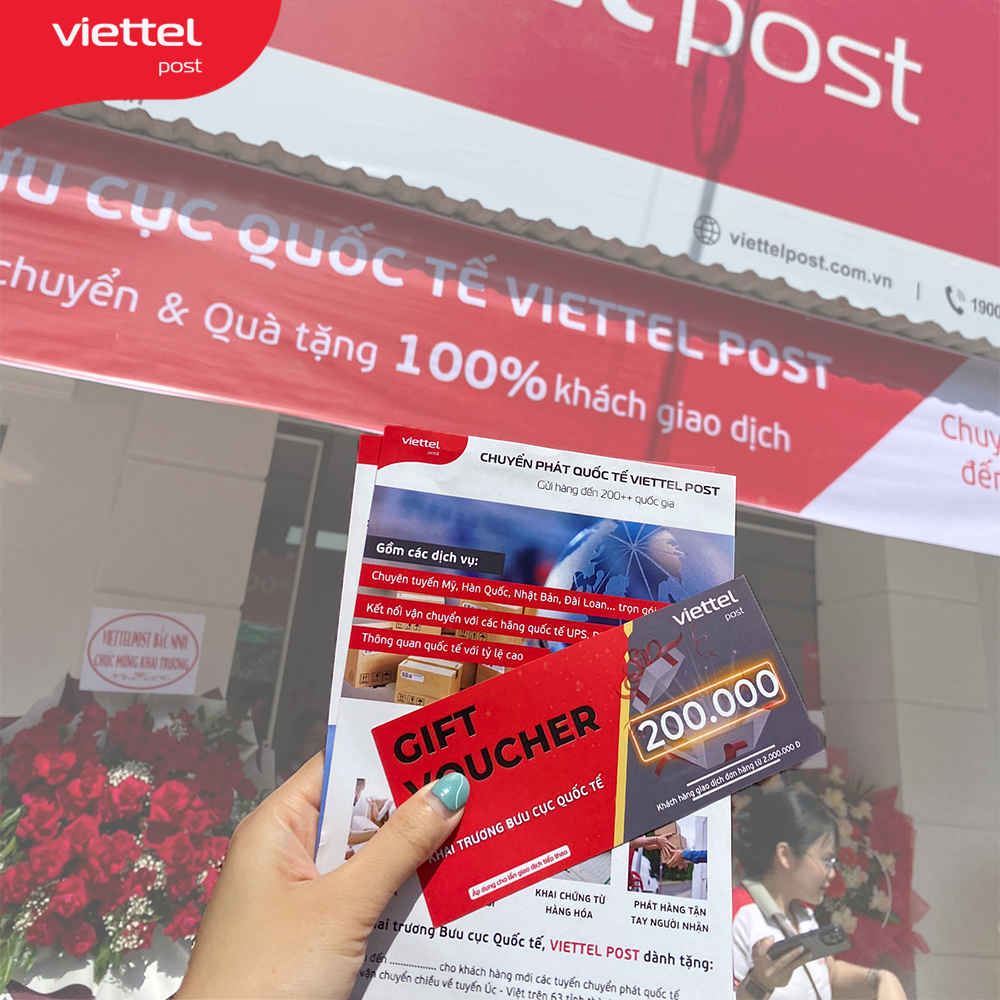 viettel
post
post
viettelpost.com.vn
1900
CỤC QUỐC TẾ VIETTEL POST
chuyển & Quà tặng 100% khách giao dịch
đến
VIETTELPOST BẮC NINH
CHÚC MỪNG KHAI TRƯƠNG
viettel
post
CHUYỂN PHÁT QUỐC TẾ VIETTEL POST
Gửi hàng đến 200++ quốc gia
Gồm các dịch vụ:
Chuyên tuyến Mỹ, Hàn Quốc, Nhật Bản, Đài Loan... trọn gói
Kết nối vận chuyển với các hãng quốc tế UPS,
Thông quan quốc tế với tỷ lệ cao
viettel
post
GIFT
VOUCHER
200.000
KHAI TRƯƠNG BƯU CỤC QUỐC TẾ
Khách hàng giao dịch đơn hàng từ 2.000.000 Đ
Áp dụng cho lần giao dịch tiếp theo
KHAI CHỨNG TỪ
HÀNG HÓA
PHÁT HÀNG TẬN
TAY NGƯỜI NHẬN
trương Bưu cục Quốc tế, VIETTEL POST dành tặng:
đến ................ cho khách hàng mới các tuyến chuyển phát quốc tế
vận chuyển chiều về tuyến Úc - Việt trên 63 tỉnh